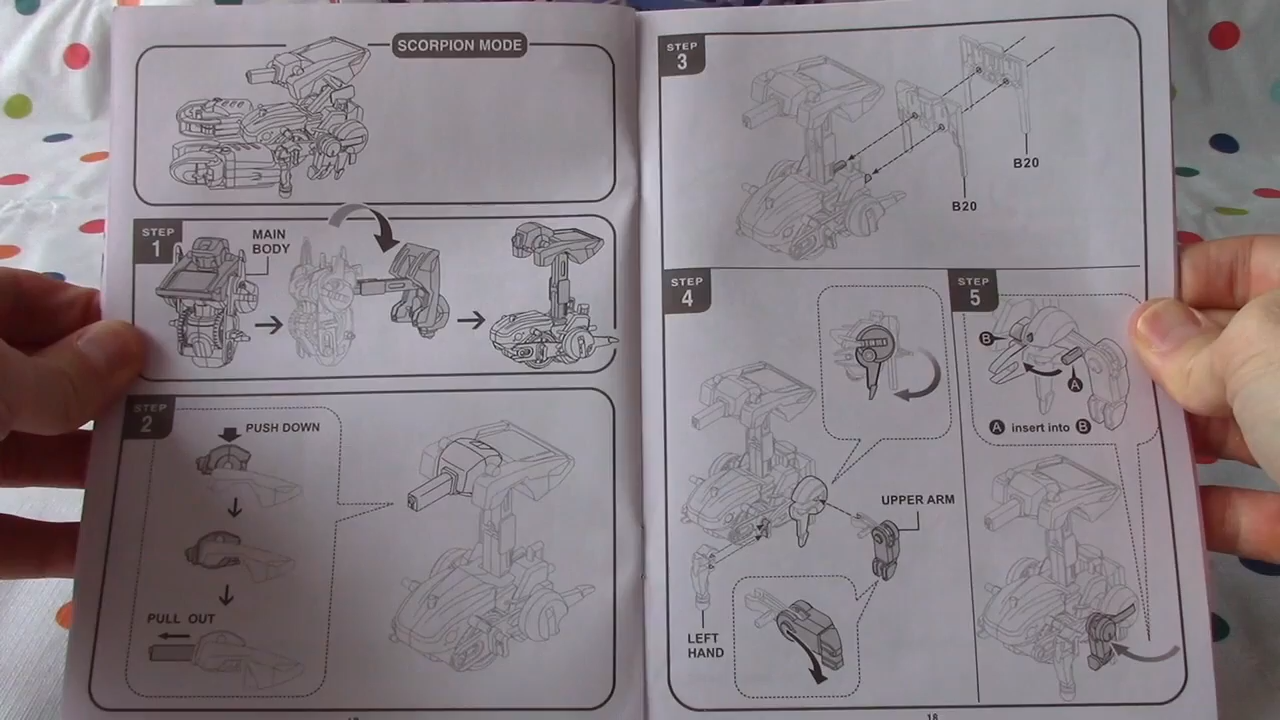 SCORPION MODE
STEP
1
MAIN
BODY
STEP
2
PUSH DOWN
PULL OUT
STEP
3
B20
B20
STEP
4
UPPER ARM
LEFT
HAND
STEP
5
B
A
A insert into B
18